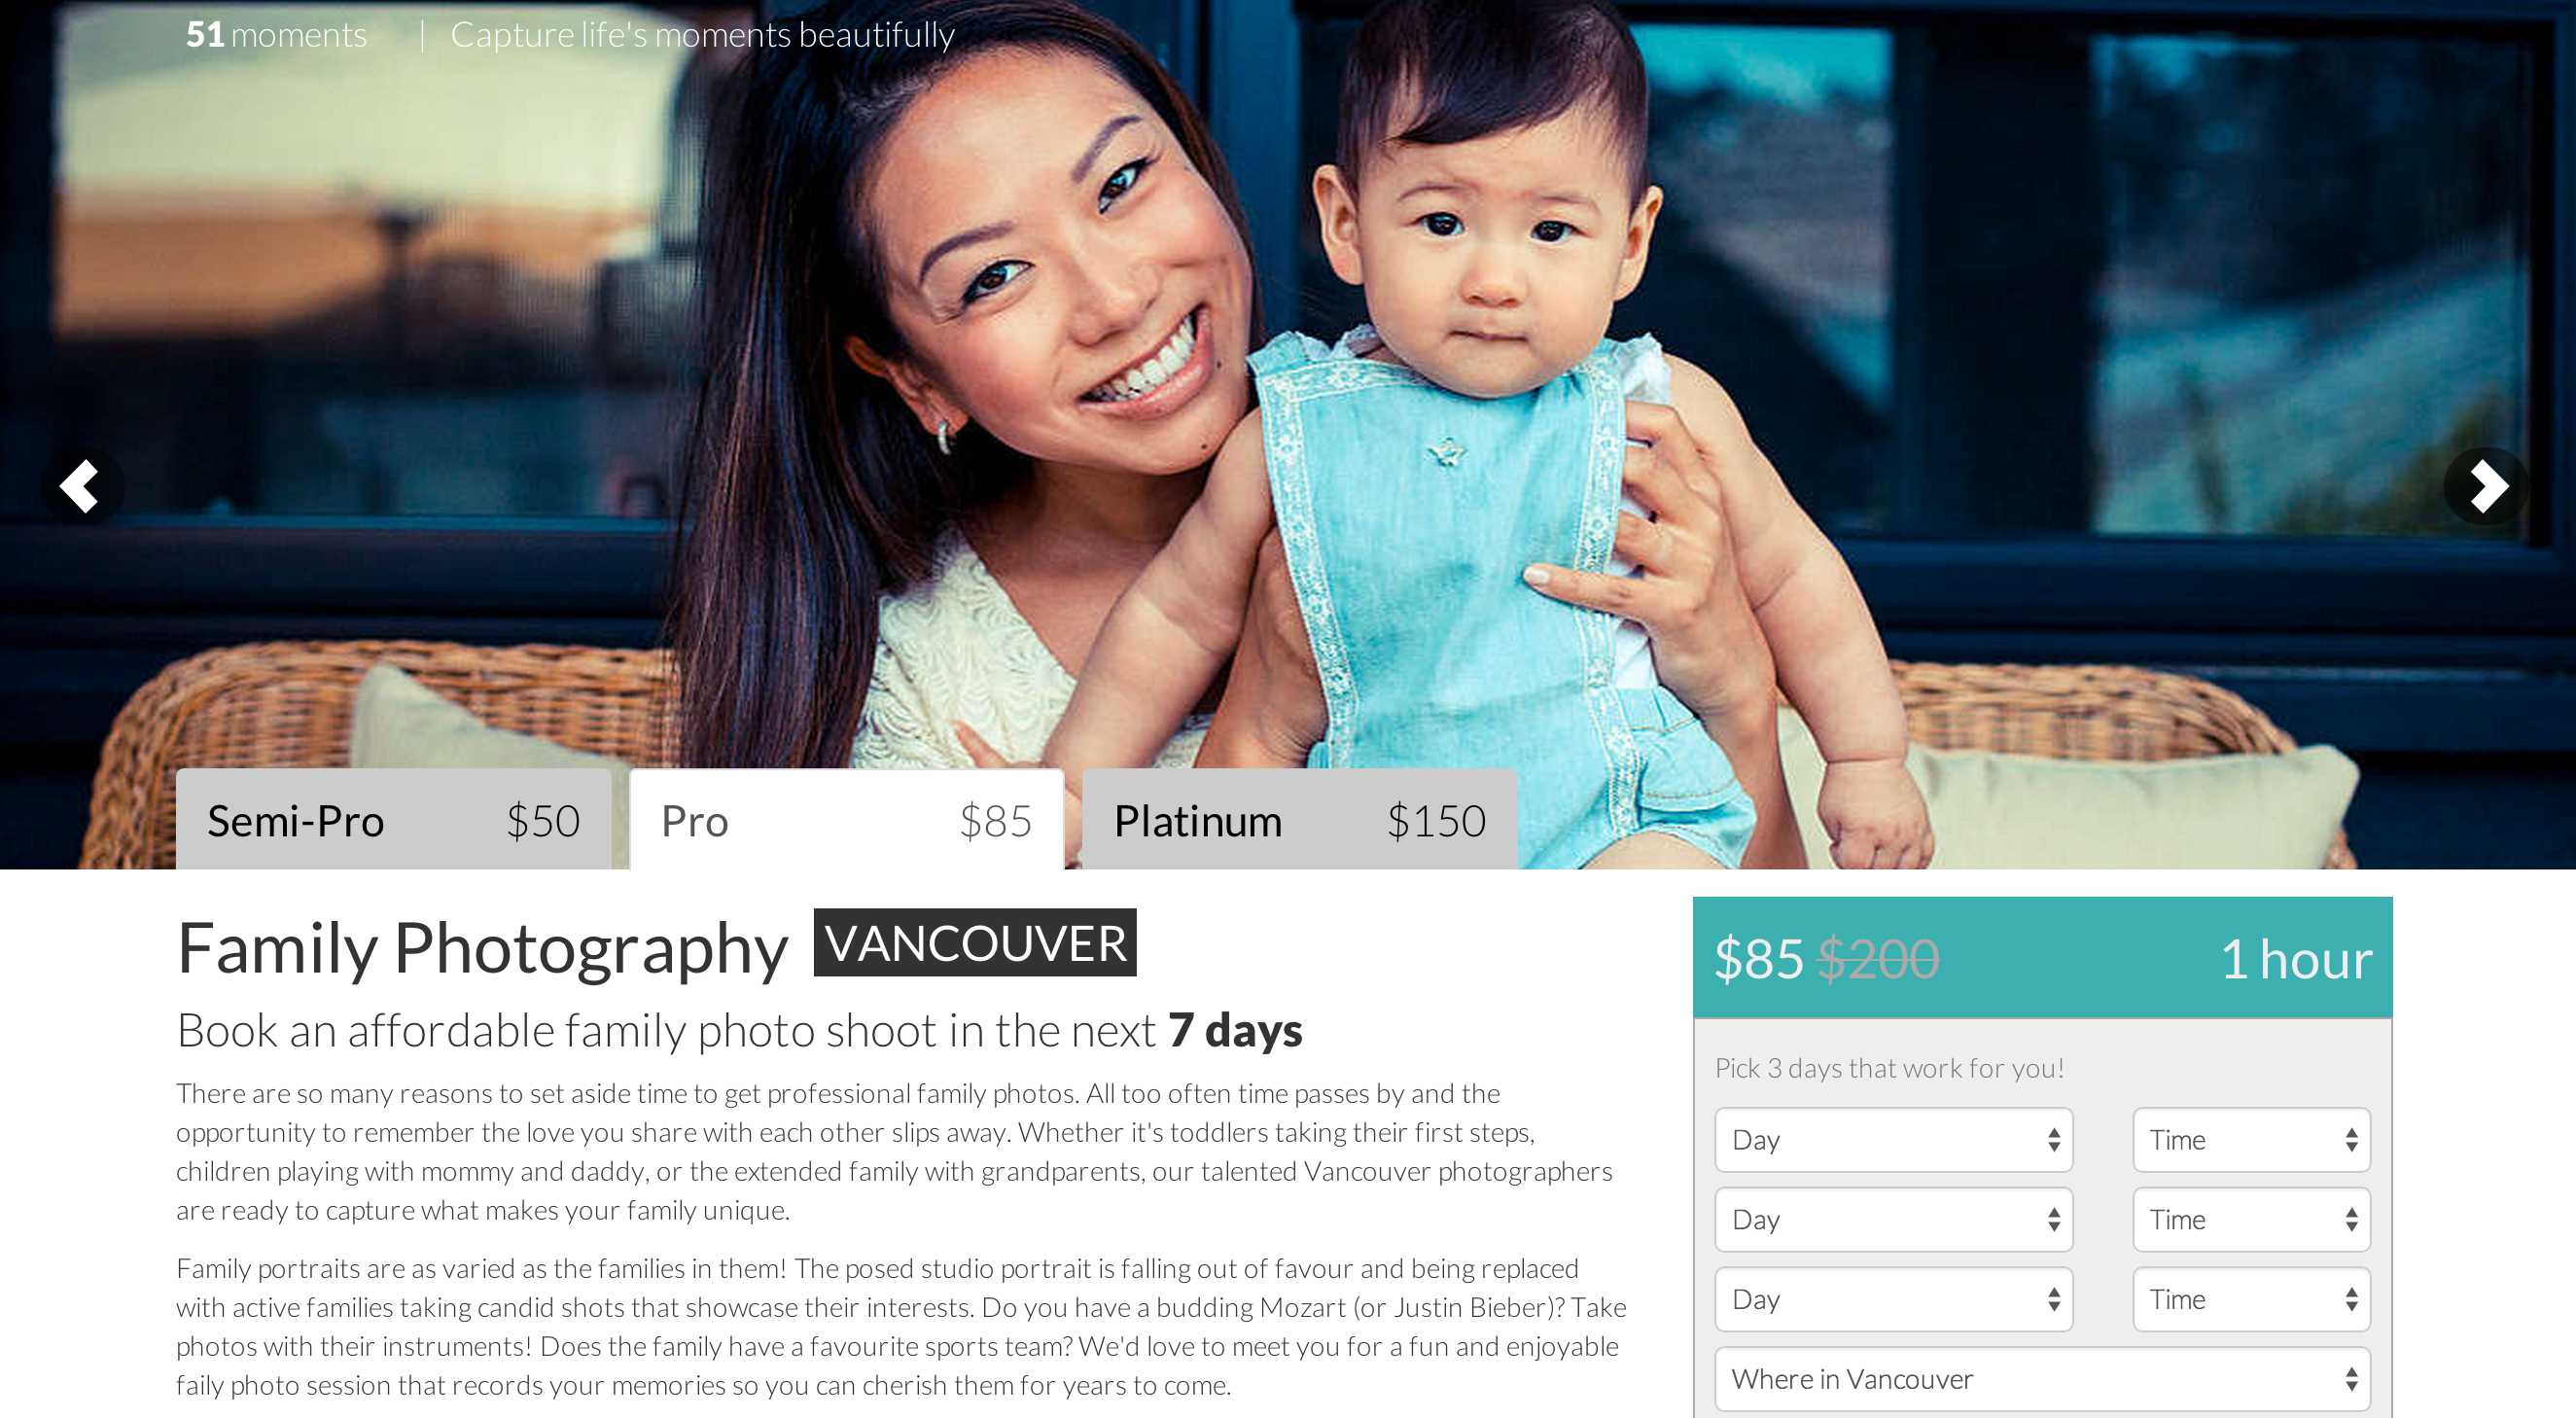 51 moments | Capture life's moments beautifully
Semi-Pro $50 Pro $85 Platinum $150
Family Photography VANCOUVER
Book an affordable family photo shoot in the next 7 days
There are so many reasons to set aside time to get professional family photos. All too often time passes by and the
opportunity to remember the love you share with each other slips away. Whether it's toddlers taking their first steps,
children playing with mommy and daddy, or the extended family with grandparents, our talented Vancouver photographers
are ready to capture what makes your family unique.
Family portraits are as varied as the families in them! The posed studio portrait is falling out of favour and being replaced
with active families taking candid shots that showcase their interests. Do you have a budding Mozart (or Justin Bieber)? Take
photos with their instruments! Does the family have a favourite sports team? We'd love to meet you for a fun and enjoyable
faily photo session that records your memories so you can cherish them for years to come.
$85 $200 1 hour
Pick 3 days that work for you!
Day Time
Day Time
Day Time
Where in Vancouver